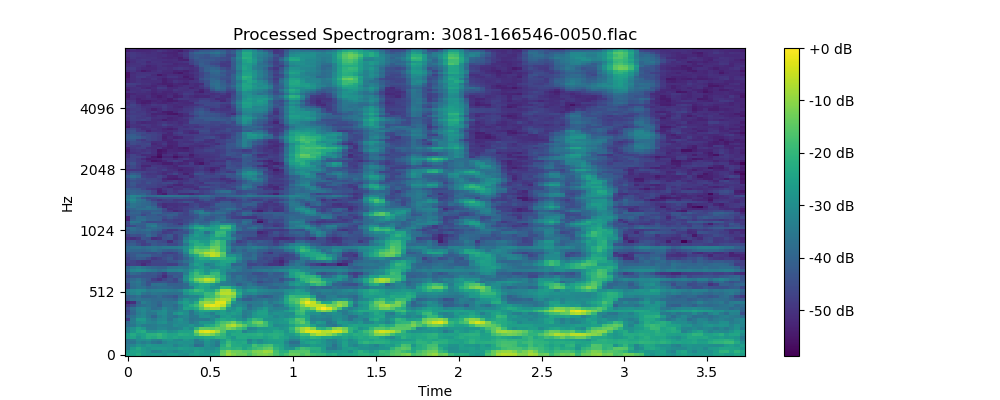 Processed Spectrogram: 3081-166546-0050.flac
+0 dB
4096
-10 dB
2048
-20 dB
Hz
-30 dB
1024
-40 dB
512
-50 dB
0
0 0.5 1 1.5 2 2.5 3 3.5
Time